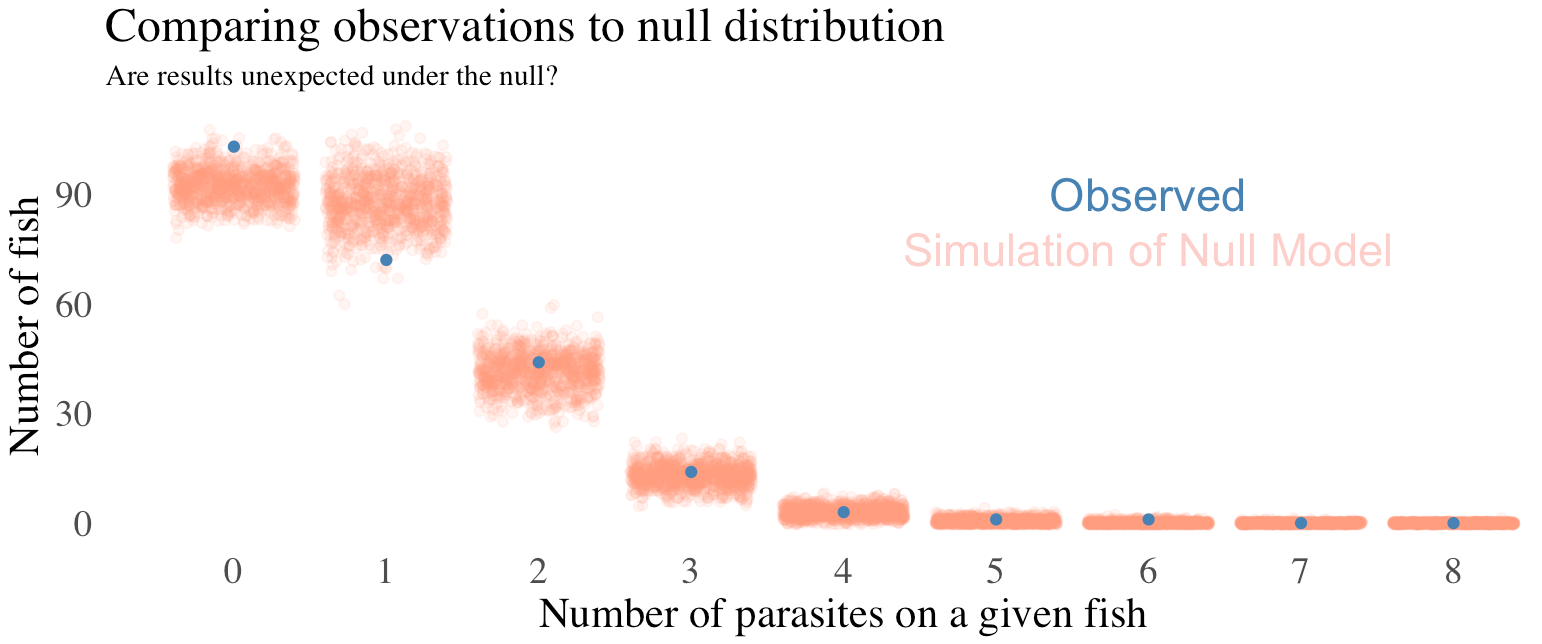 Comparing observations to null distribution
Are results unexpected under the null?
Number of fish
90
60
30
0
Observed
Simulation of Null Model
0 1 2 3 4 5 6 7 8
Number of parasites on a given fish